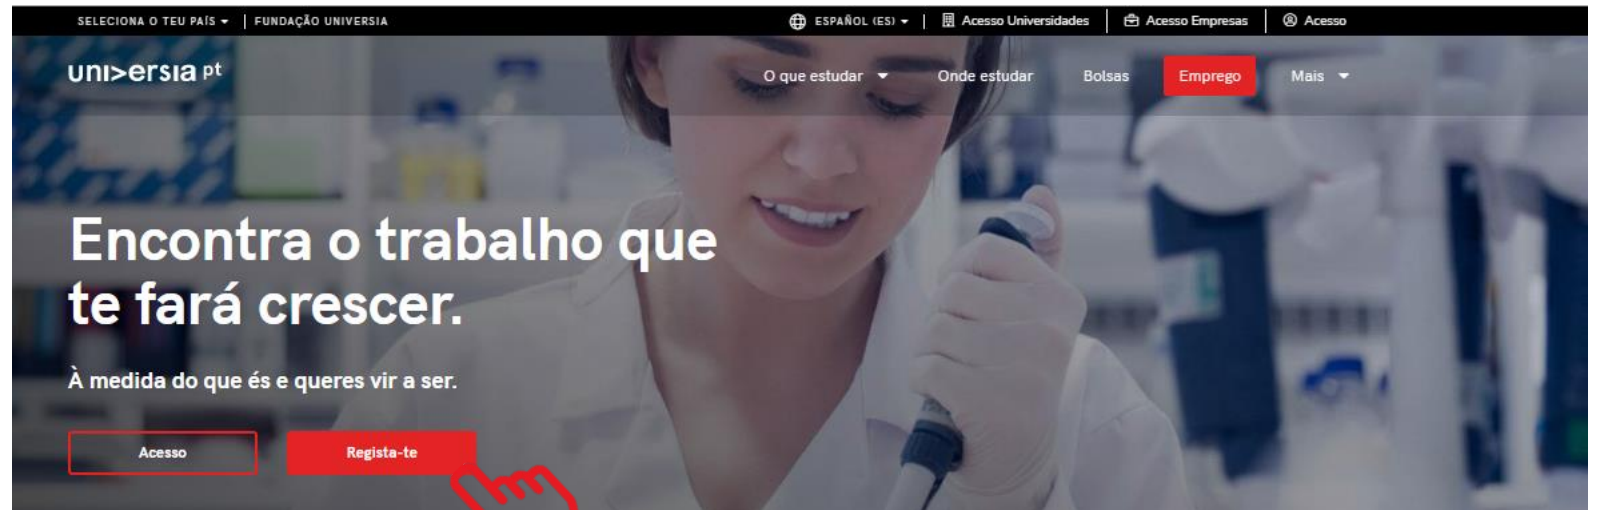 SELECIONA O TEU PAÍS
FUNDAÇÃO UNIVERSIA
ESPAÑOL (ES)
Acesso Universidades
Acesso Empresas
Acesso
uni>ersia pt
O que estudar
Onde estudar
Bolsas
Emprego
Mais
Encontra o trabalho que
te fará crescer.
À medida do que és e queres vir a ser.
Acesso
Regista-te